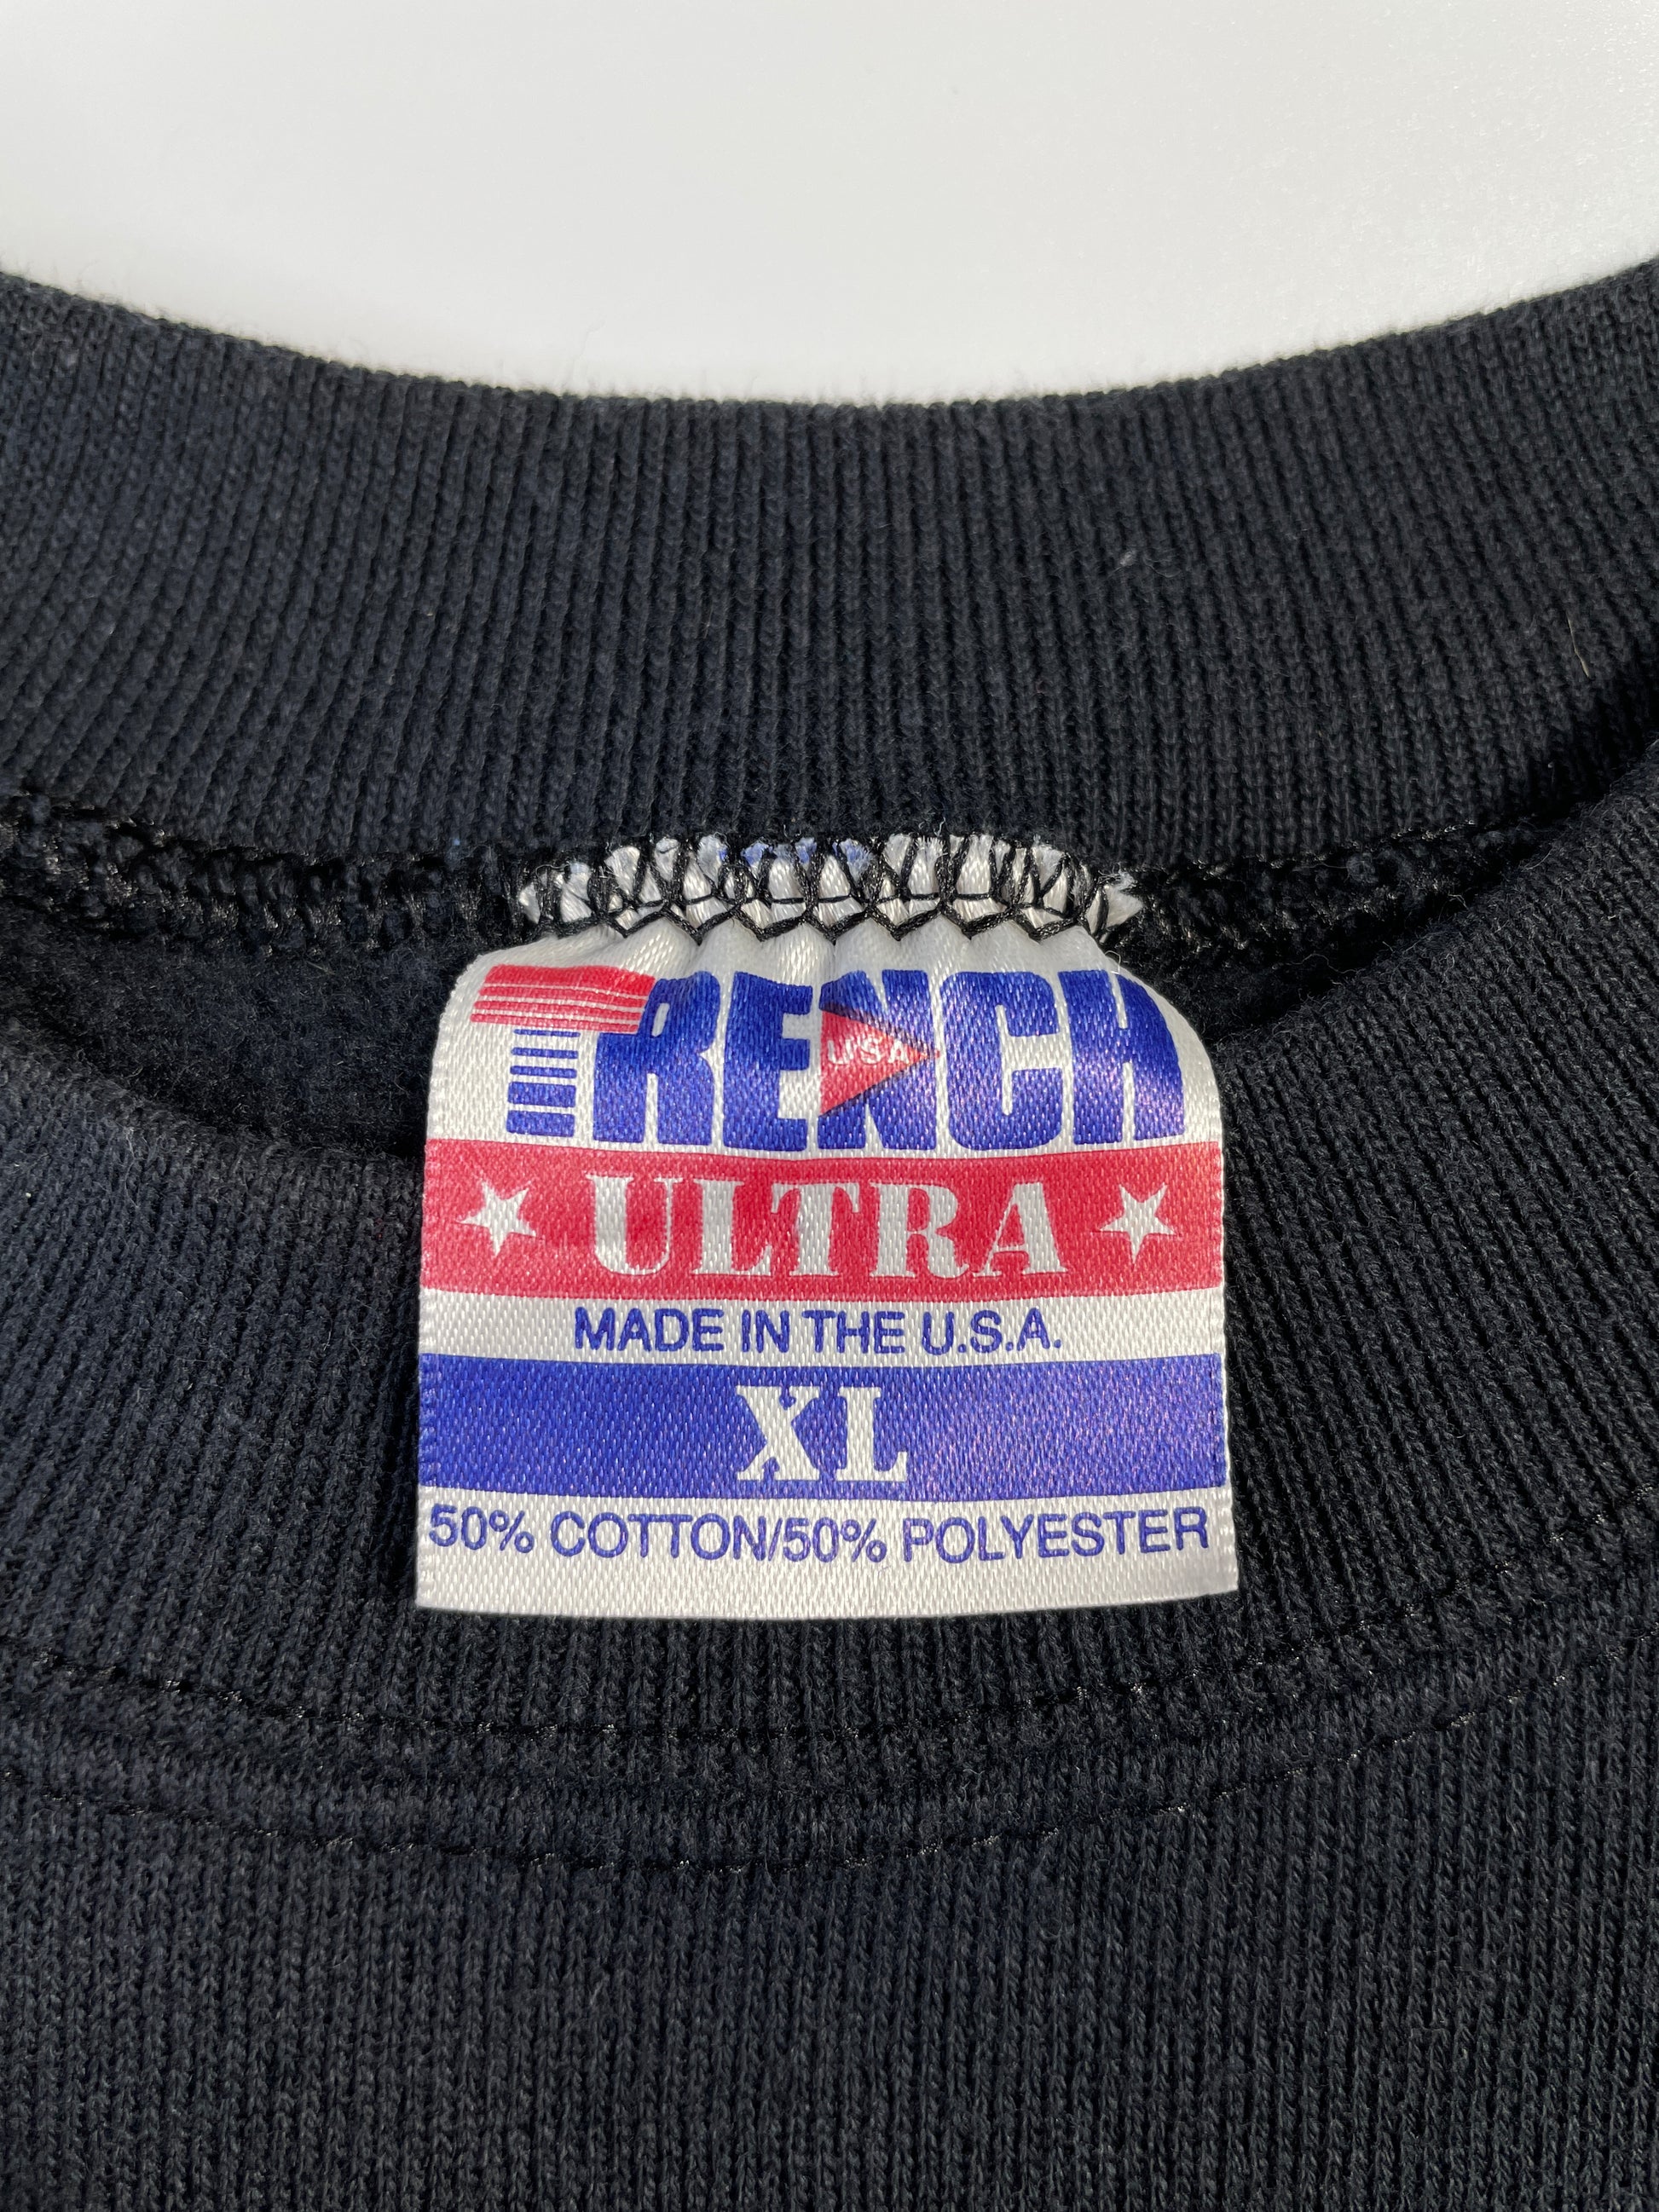 TRENCH
USA
ULTRA
MADE IN THE U.S.A.
XL
50% COTTON/50% POLYESTER